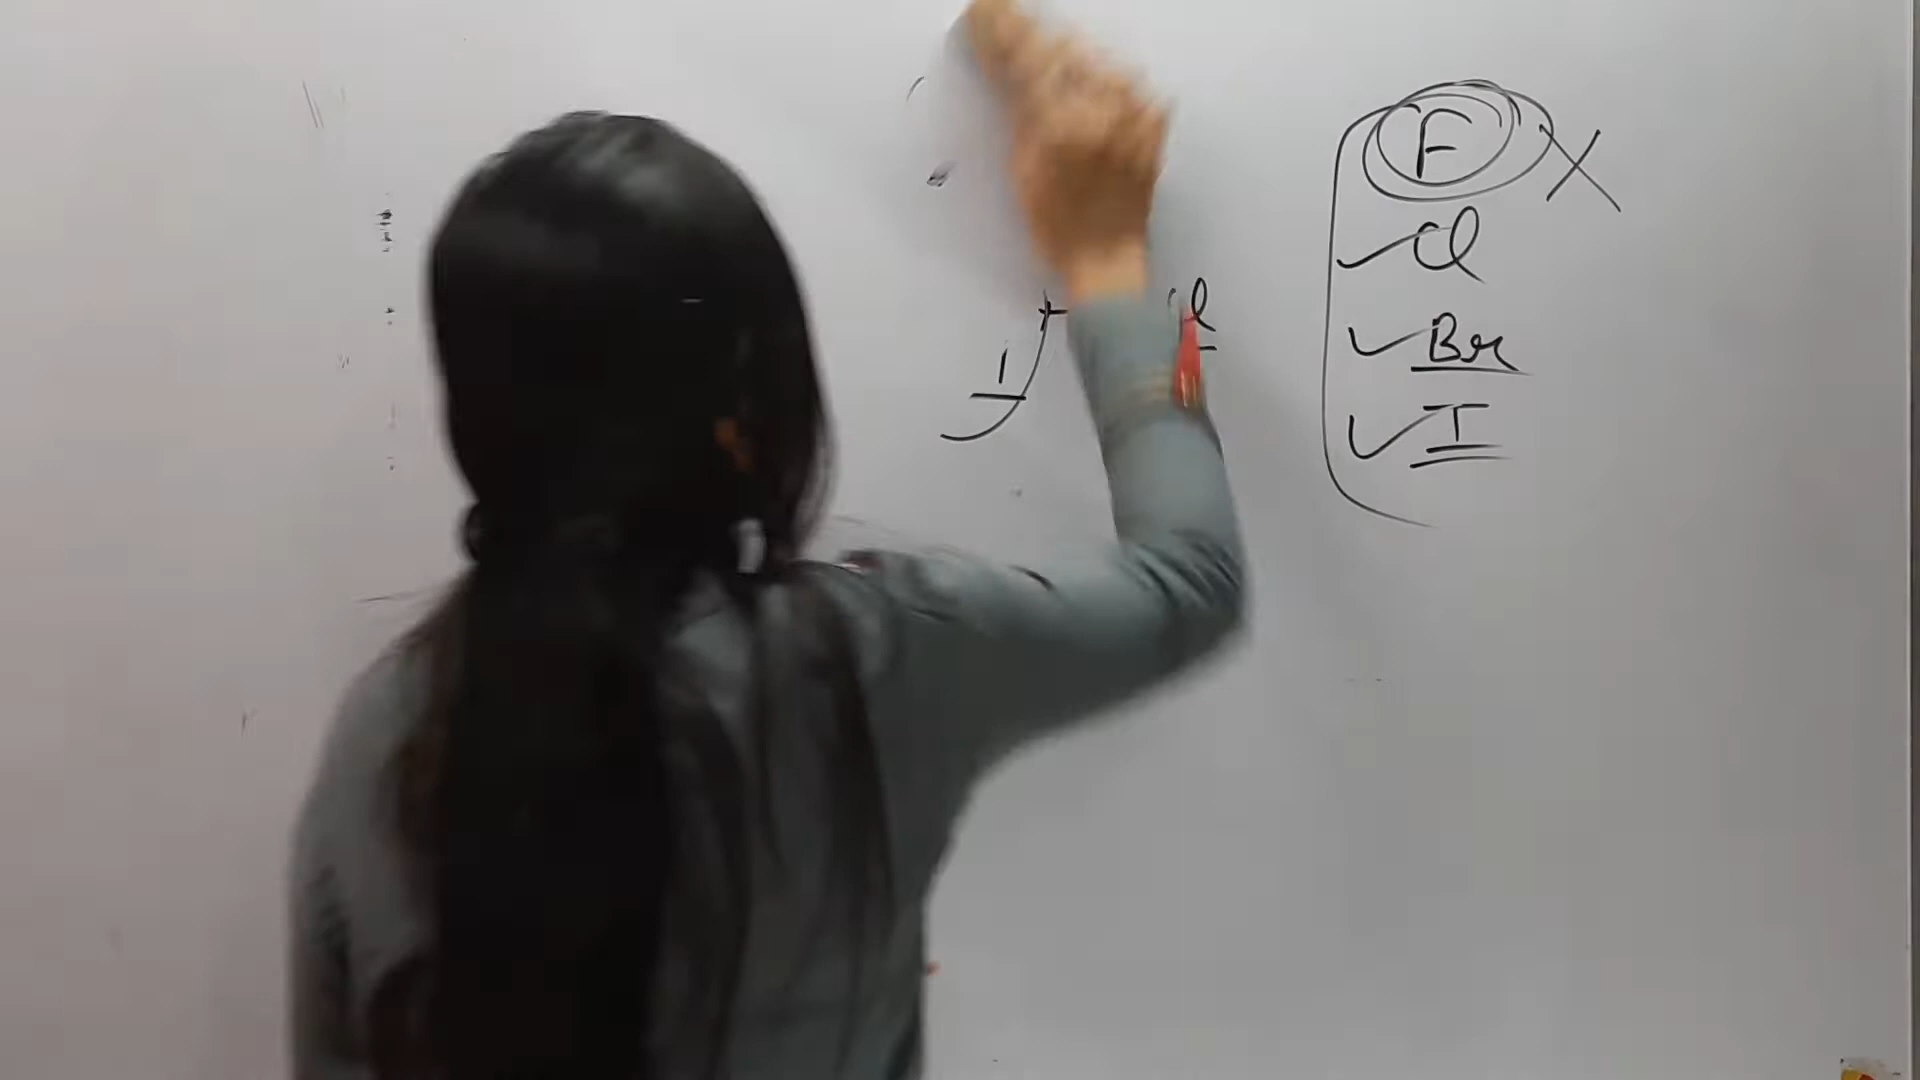 F X
✓ Cl
✓ Br
✓ I